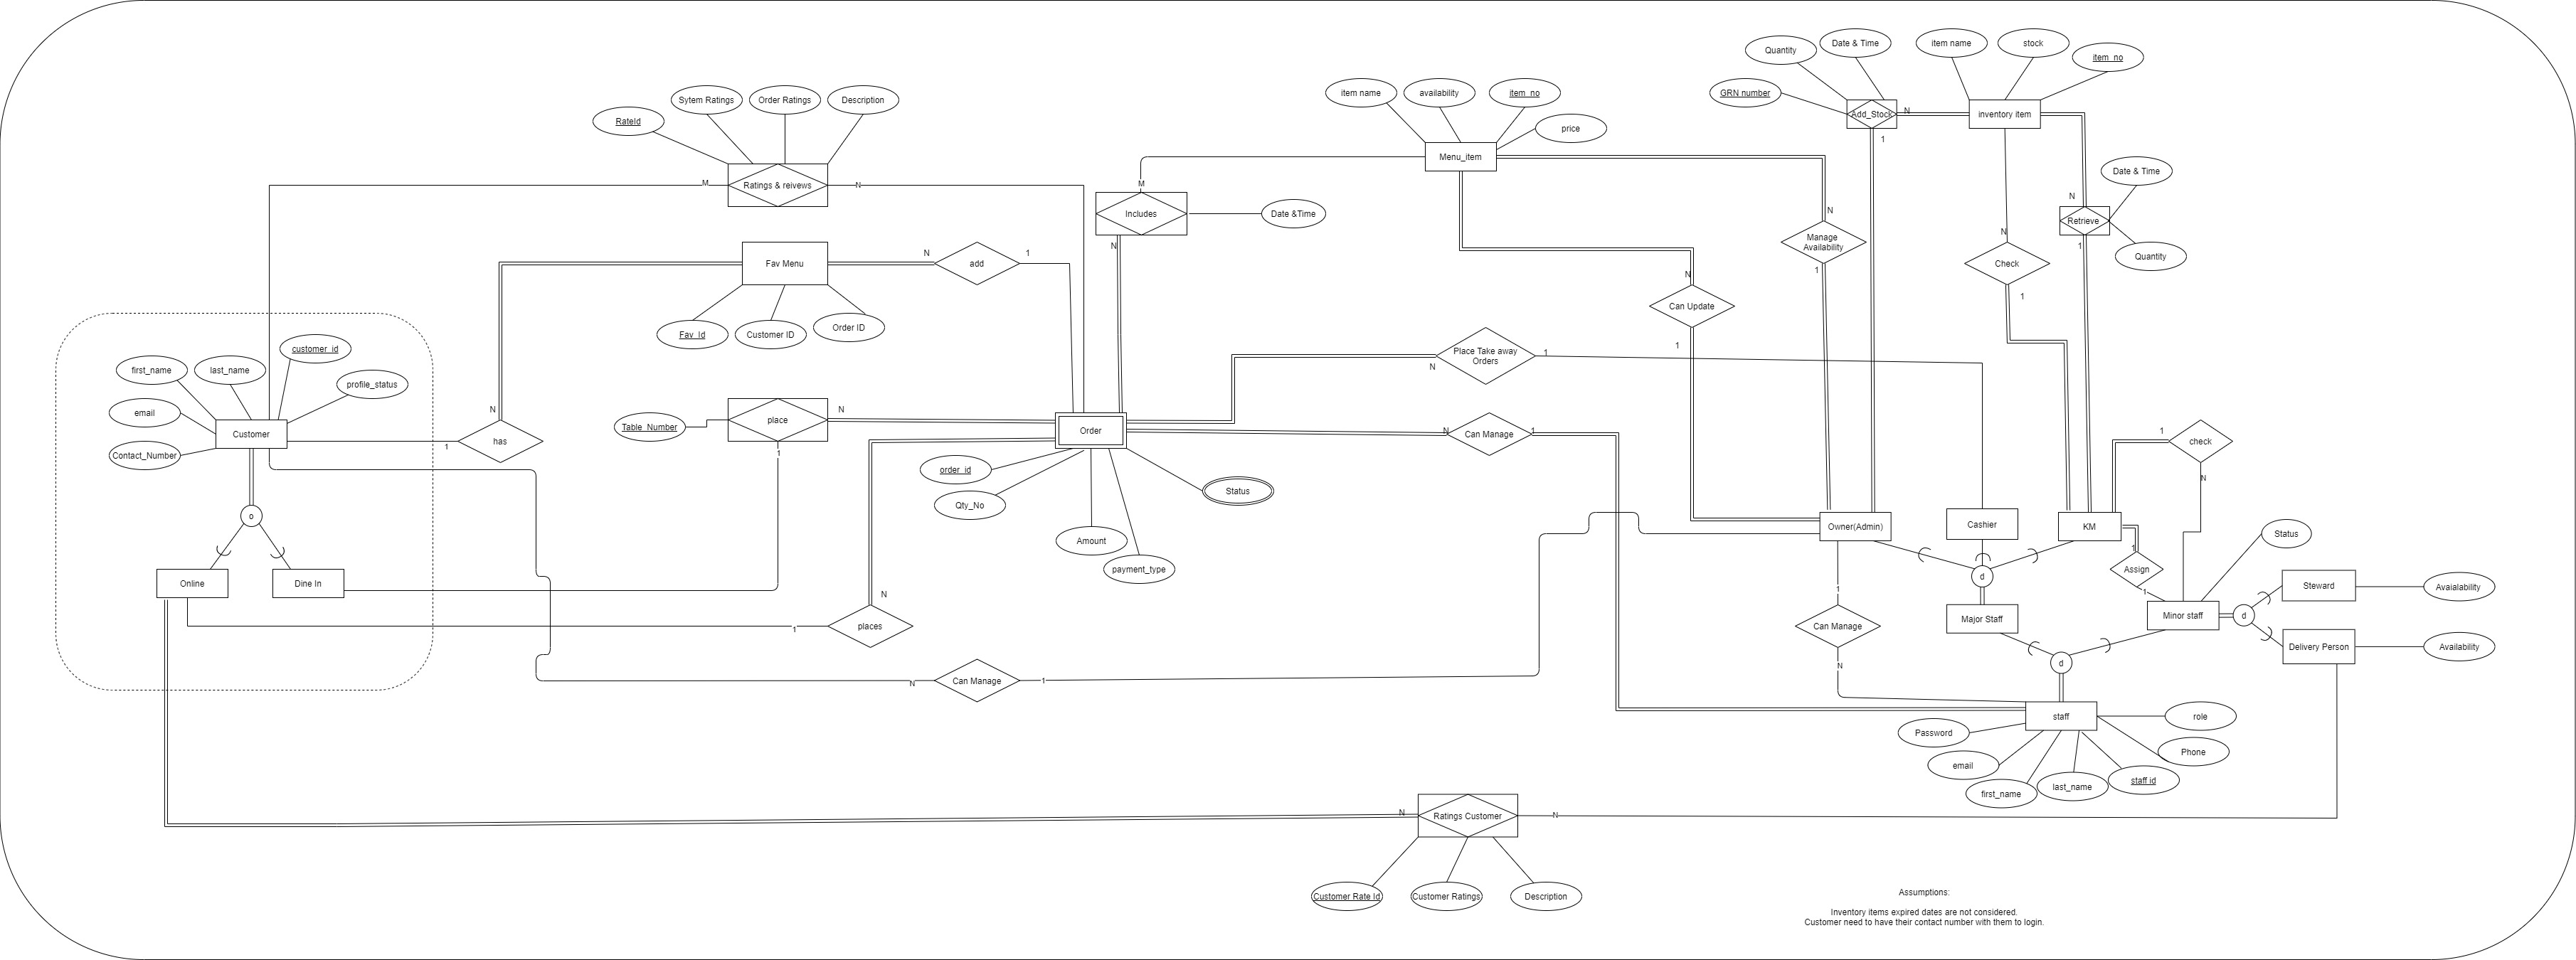 Quantity
Date & Time
item name
stock
item_no
GRN number
Add_Stock
N
inventory item
1
Sytem Ratings
Order Ratings
Description
RateId
item name
availability
item_no
price
Menu_item
M
Ratings & reivews
N
M
Includes
Date &Time
N
N
Manage
Availability
1
N
Check
1
Date & Time
N
Retrieve
1
Quantity
Fav Menu
N
add
1
Fav_Id
Customer ID
Order ID
N
Can Update
1
customer_id
first_name
last_name
profile_status
email
Customer
Contact_Number
N
1
has
Place Take away
Orders
1
N
Table_Number
place
N
1
Order
N
Can Manage
1
order_id
Qty_No
Status
Amount
payment_type
1
check
N
o
Online
Dine In
N
1
places
Owner(Admin)
Cashier
KM
d
1
Assign
1
Status
Minor staff
d
Steward
Avaialability
Delivery Person
Availability
1
Can Manage
N
Major Staff
d
N
Can Manage
1
staff
role
Password
Phone
email
staff id
first_name
last_name
N
Ratings Customer
N
Customer Rate Id
Customer Ratings
Description
Assumptions:
Inventory items expired dates are not considered.
Customer need to have their contact number with them to login.